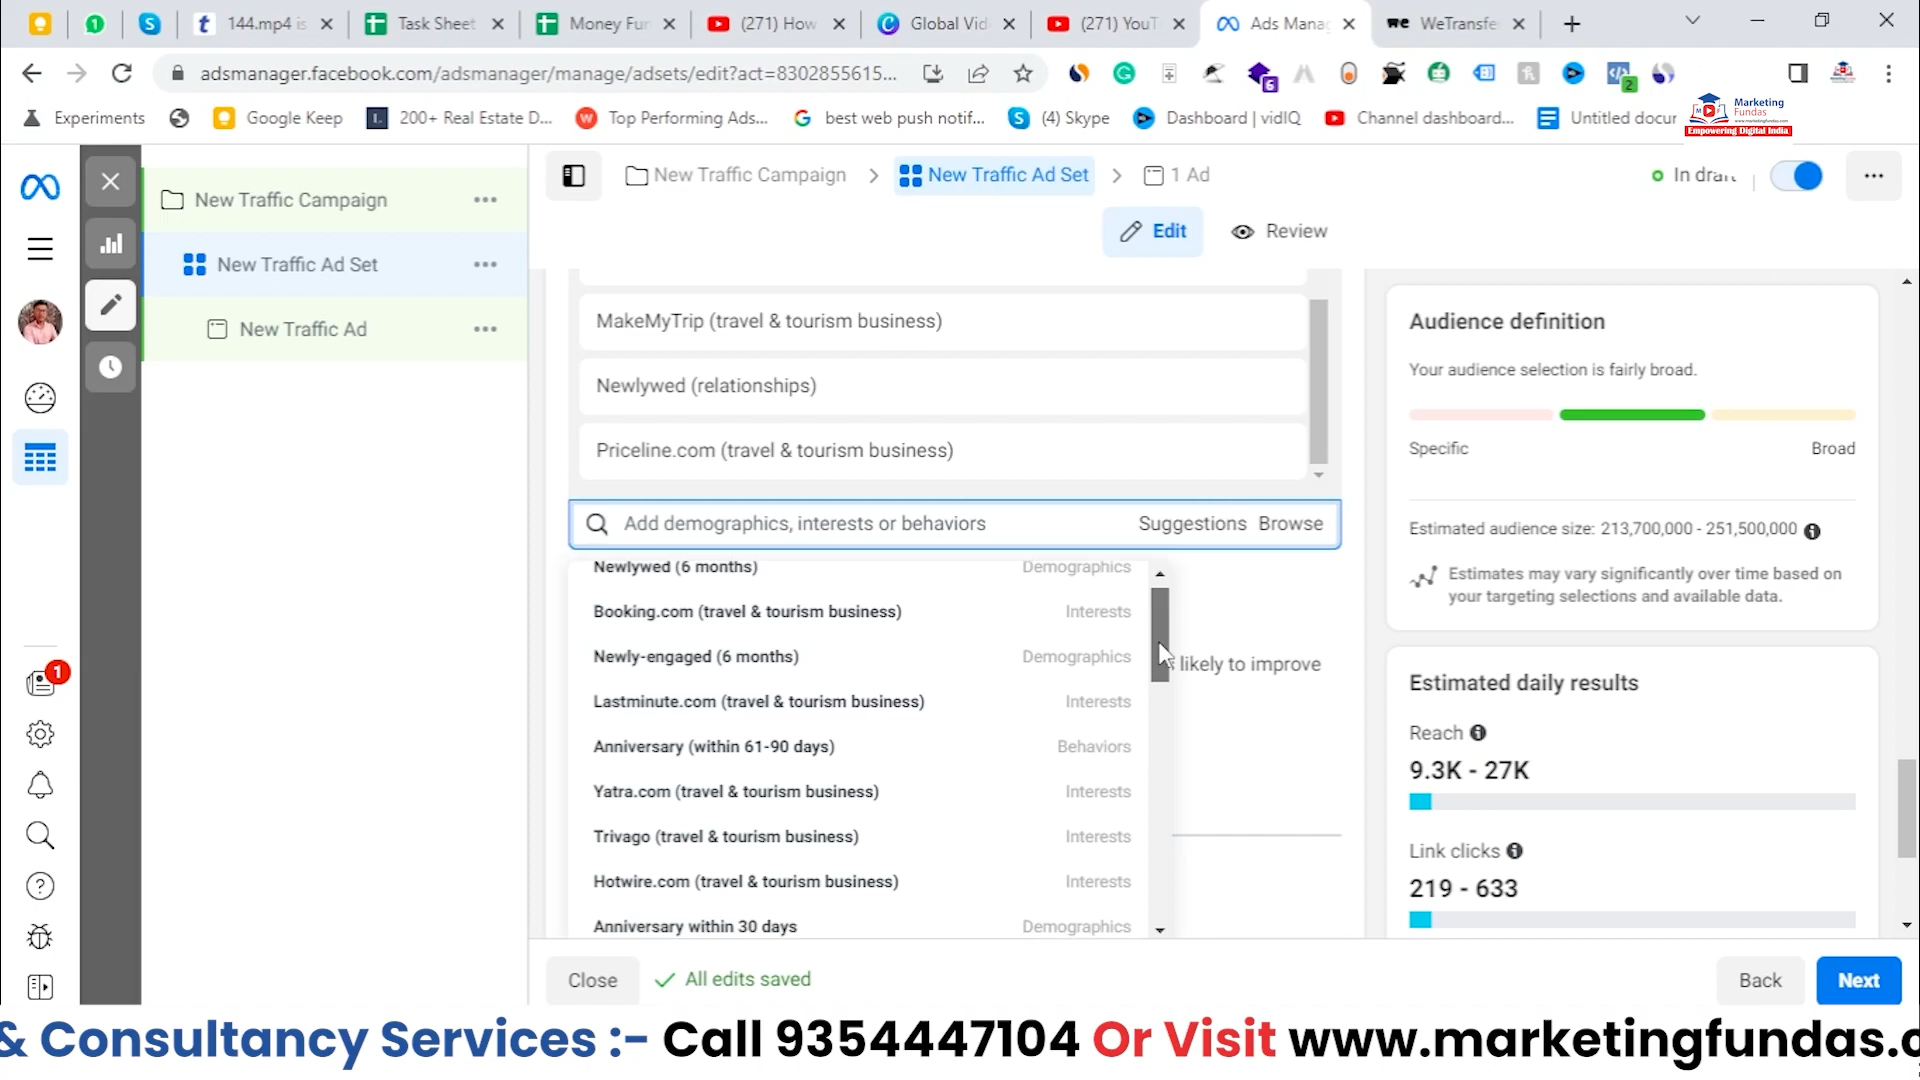 144.mp4 is
Task Sheet
Money Fur
(271) How
Global Vid
(271) YouT
Ads Mana
we WeTransfe
adsmanager.facebook.com/adsmanager/manage/adsets/edit?act=8302855615...
6
2
Experiments
Google Keep
200+ Real Estate D...
Top Performing Ads...
best web push notif...
(4) Skype
Dashboard | vidIQ
Channel dashboard...
Untitled docur
Marketing
Fundas
Empowering Digital India
New Traffic Campaign
New Traffic Ad Set
New Traffic Ad
1
New Traffic Campaign > New Traffic Ad Set > 1 Ad
In draft
Edit
Review
MakeMyTrip (travel & tourism business)
Newlywed (relationships)
Priceline.com (travel & tourism business)
Add demographics, interests or behaviors Suggestions Browse
Newlywed (6 months) Demographics
Booking.com (travel & tourism business) Interests
Newly-engaged (6 months) Demographics
Lastminute.com (travel & tourism business) Interests
Anniversary (within 61-90 days) Behaviors
Yatra.com (travel & tourism business) Interests
Trivago (travel & tourism business) Interests
Hotwire.com (travel & tourism business) Interests
Anniversary within 30 days Demographics
likely to improve
Audience definition
Your audience selection is fairly broad.
Specific Broad
Estimated audience size: 213,700,000 - 251,500,000
Estimates may vary significantly over time based on
your targeting selections and available data.
Estimated daily results
Reach
9.3K - 27K
Link clicks
219 - 633
Close
All edits saved
Back
Next
& Consultancy Services :- Call 9354447104 Or Visit www.marketingfundas.c